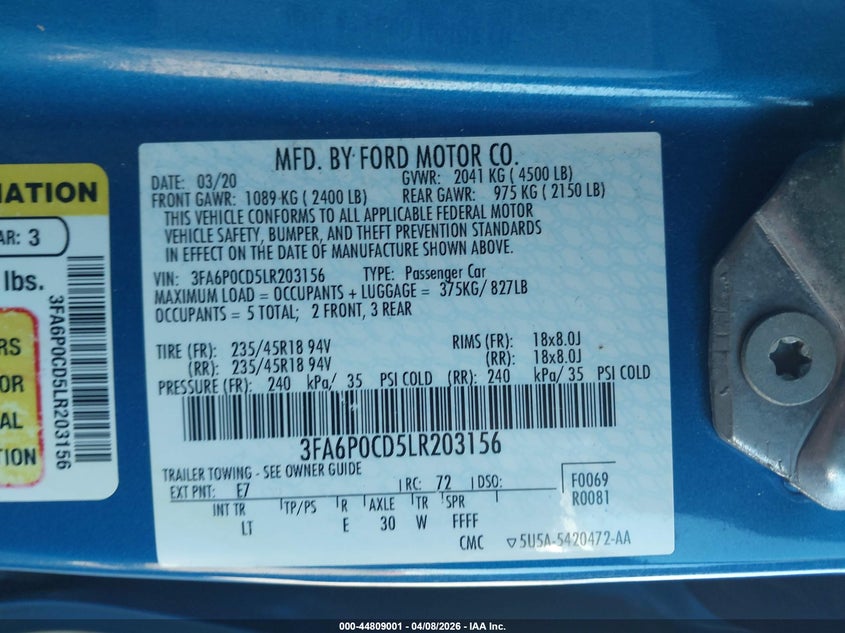 MFD. BY FORD MOTOR CO.
DATE: 03/20 GVWR: 2041 KG ( 4500 LB)
FRONT GAWR: 1089 KG ( 2400 LB) REAR GAWR: 975 KG ( 2150 LB)
THIS VEHICLE CONFORMS TO ALL APPLICABLE FEDERAL MOTOR
VEHICLE SAFETY, BUMPER, AND THEFT PREVENTION STANDARDS
IN EFFECT ON THE DATE OF MANUFACTURE SHOWN ABOVE.
VIN: 3FA6P0CD5LR203156 TYPE: Passenger Car
MAXIMUM LOAD = OCCUPANTS + LUGGAGE = 375KG/ 827LB
OCCUPANTS = 5 TOTAL; 2 FRONT, 3 REAR
TIRE (FR): 235/45R18 94V RIMS (FR): 18x8.0J
(RR): 235/45R18 94V (RR): 18x8.0J
PRESSURE (FR): 240 kPa/ 35 PSI COLD (RR): 240 kPa/ 35 PSI COLD
3FA6P0CD5LR203156
TRAILER TOWING - SEE OWNER GUIDE
EXT PNT: E7 RC: 72 DSO: F0069
R0081
INT TR TP/PS R AXLE TR SPR
LT E 30 W FFFF
CMC ▽5U5A-5420472-AA
MATION
AR: 3
lbs.
RS
OR
AL
TION
3FA6P0CD5LR203156
000-44809001 - 04/08/2026 - IAA Inc.